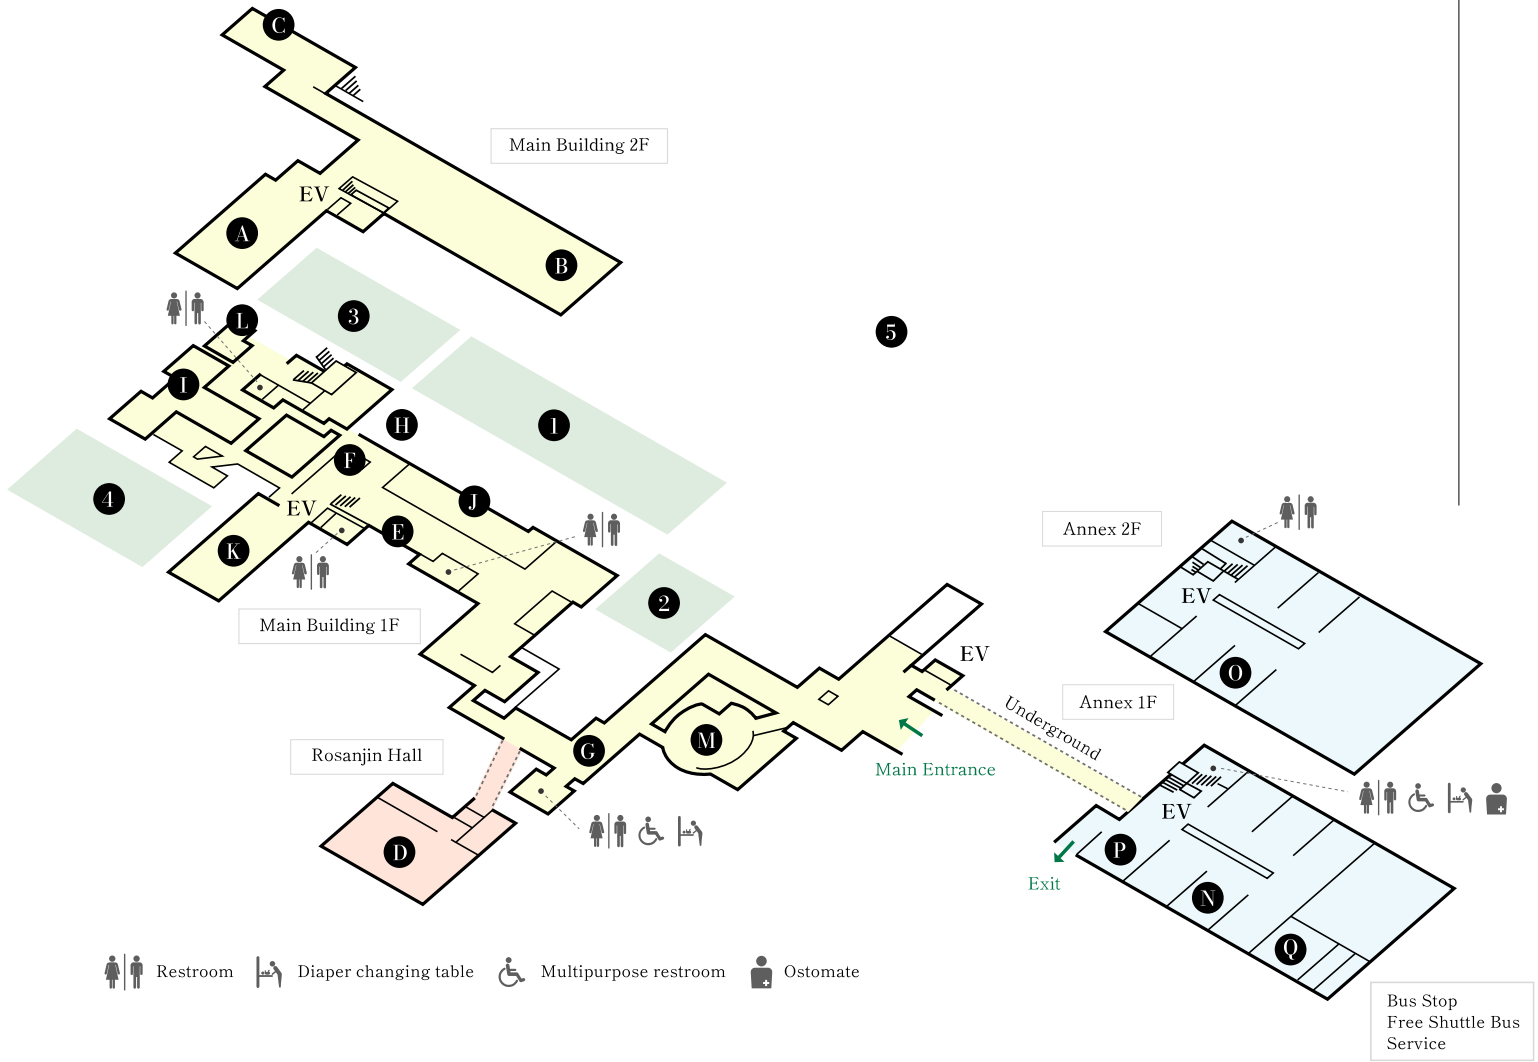 C
Main Building 2F
EV
A
B
3
5
L
I
H
1
F
4
J
EV
E
K
Main Building 1F
2
Annex 2F
EV
O
EV
Annex 1F
Underground
Rosanjin Hall
G
M
Main Entrance
EV
D
P
Exit
N
Q
Restroom
Diaper changing table
Multipurpose restroom
Ostomate
Bus Stop
Free Shuttle Bus
Service